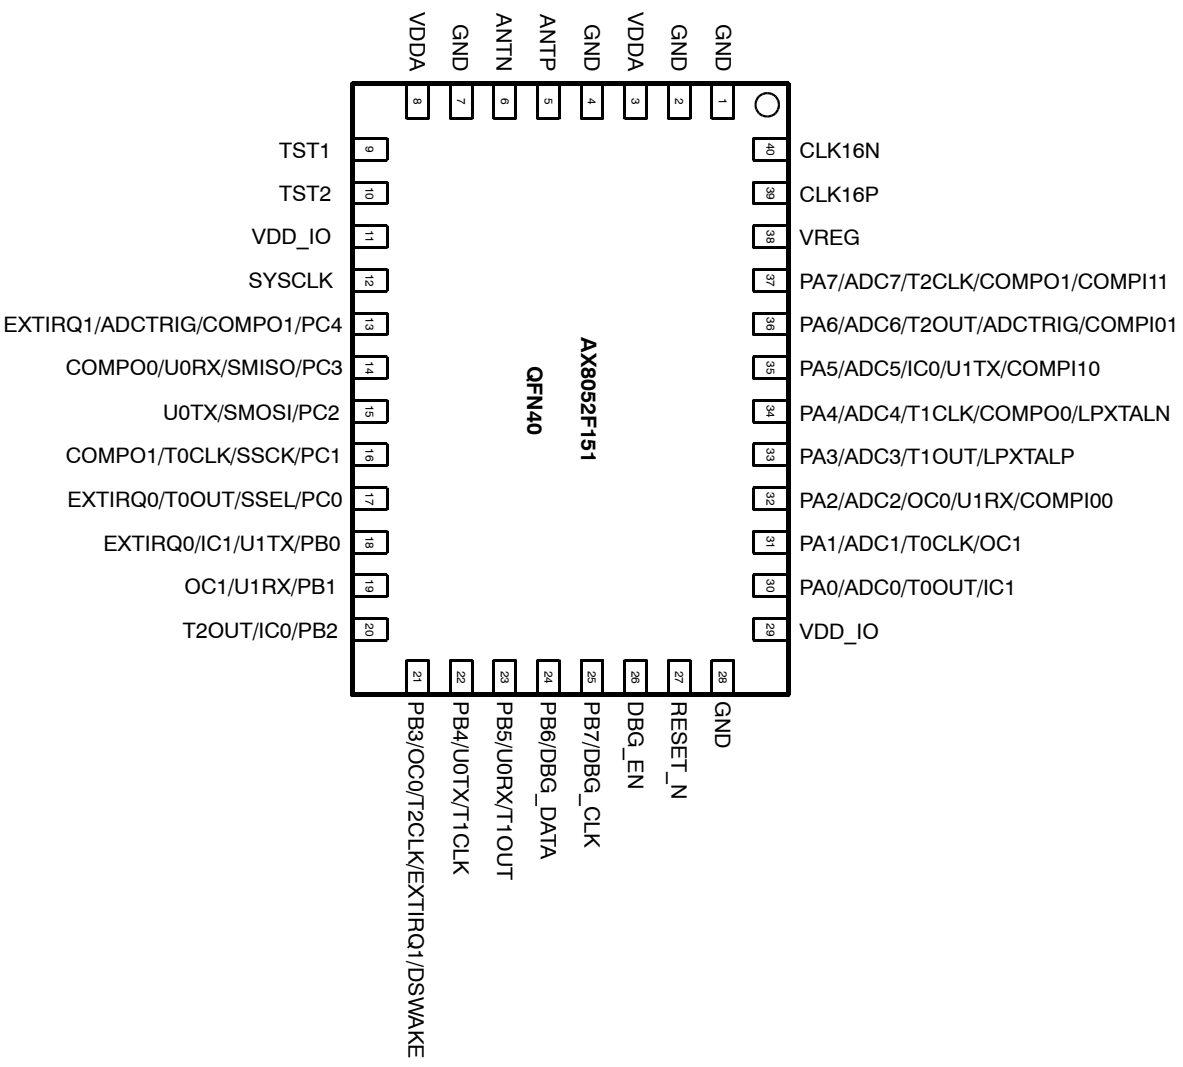 VDDA
GND
ANTN
ANTP
GND
VDDA
GND
GND
8
7
6
5
4
3
2
1
TST1
9
TST2
10
VDD_IO
11
SYSCLK
12
EXTIRQ1/ADCTRIG/COMPO1/PC4
13
COMPO0/U0RX/SMISO/PC3
14
U0TX/SMOSI/PC2
15
COMPO1/T0CLK/SSCK/PC1
16
EXTIRQ0/T0OUT/SSEL/PC0
17
EXTIRQ0/IC1/U1TX/PB0
18
OC1/U1RX/PB1
19
T2OUT/IC0/PB2
20
AX8052F151
QFN40
40
CLK16N
39
CLK16P
38
VREG
37
PA7/ADC7/T2CLK/COMPO1/COMPI11
36
PA6/ADC6/T2OUT/ADCTRIG/COMPI01
35
PA5/ADC5/IC0/U1TX/COMPI10
34
PA4/ADC4/T1CLK/COMPO0/LPXTALN
33
PA3/ADC3/T1OUT/LPXTALP
32
PA2/ADC2/OC0/U1RX/COMPI00
31
PA1/ADC1/T0CLK/OC1
30
PA0/ADC0/T0OUT/IC1
29
VDD_IO
21
22
23
24
25
26
27
28
PB3/OC0/T2CLK/EXTIRQ1/DSWAKE
PB4/U0TX/T1CLK
PB5/U0RX/T1OUT
PB6/DBG_DATA
PB7/DBG_CLK
DBG_EN
RESET_N
GND